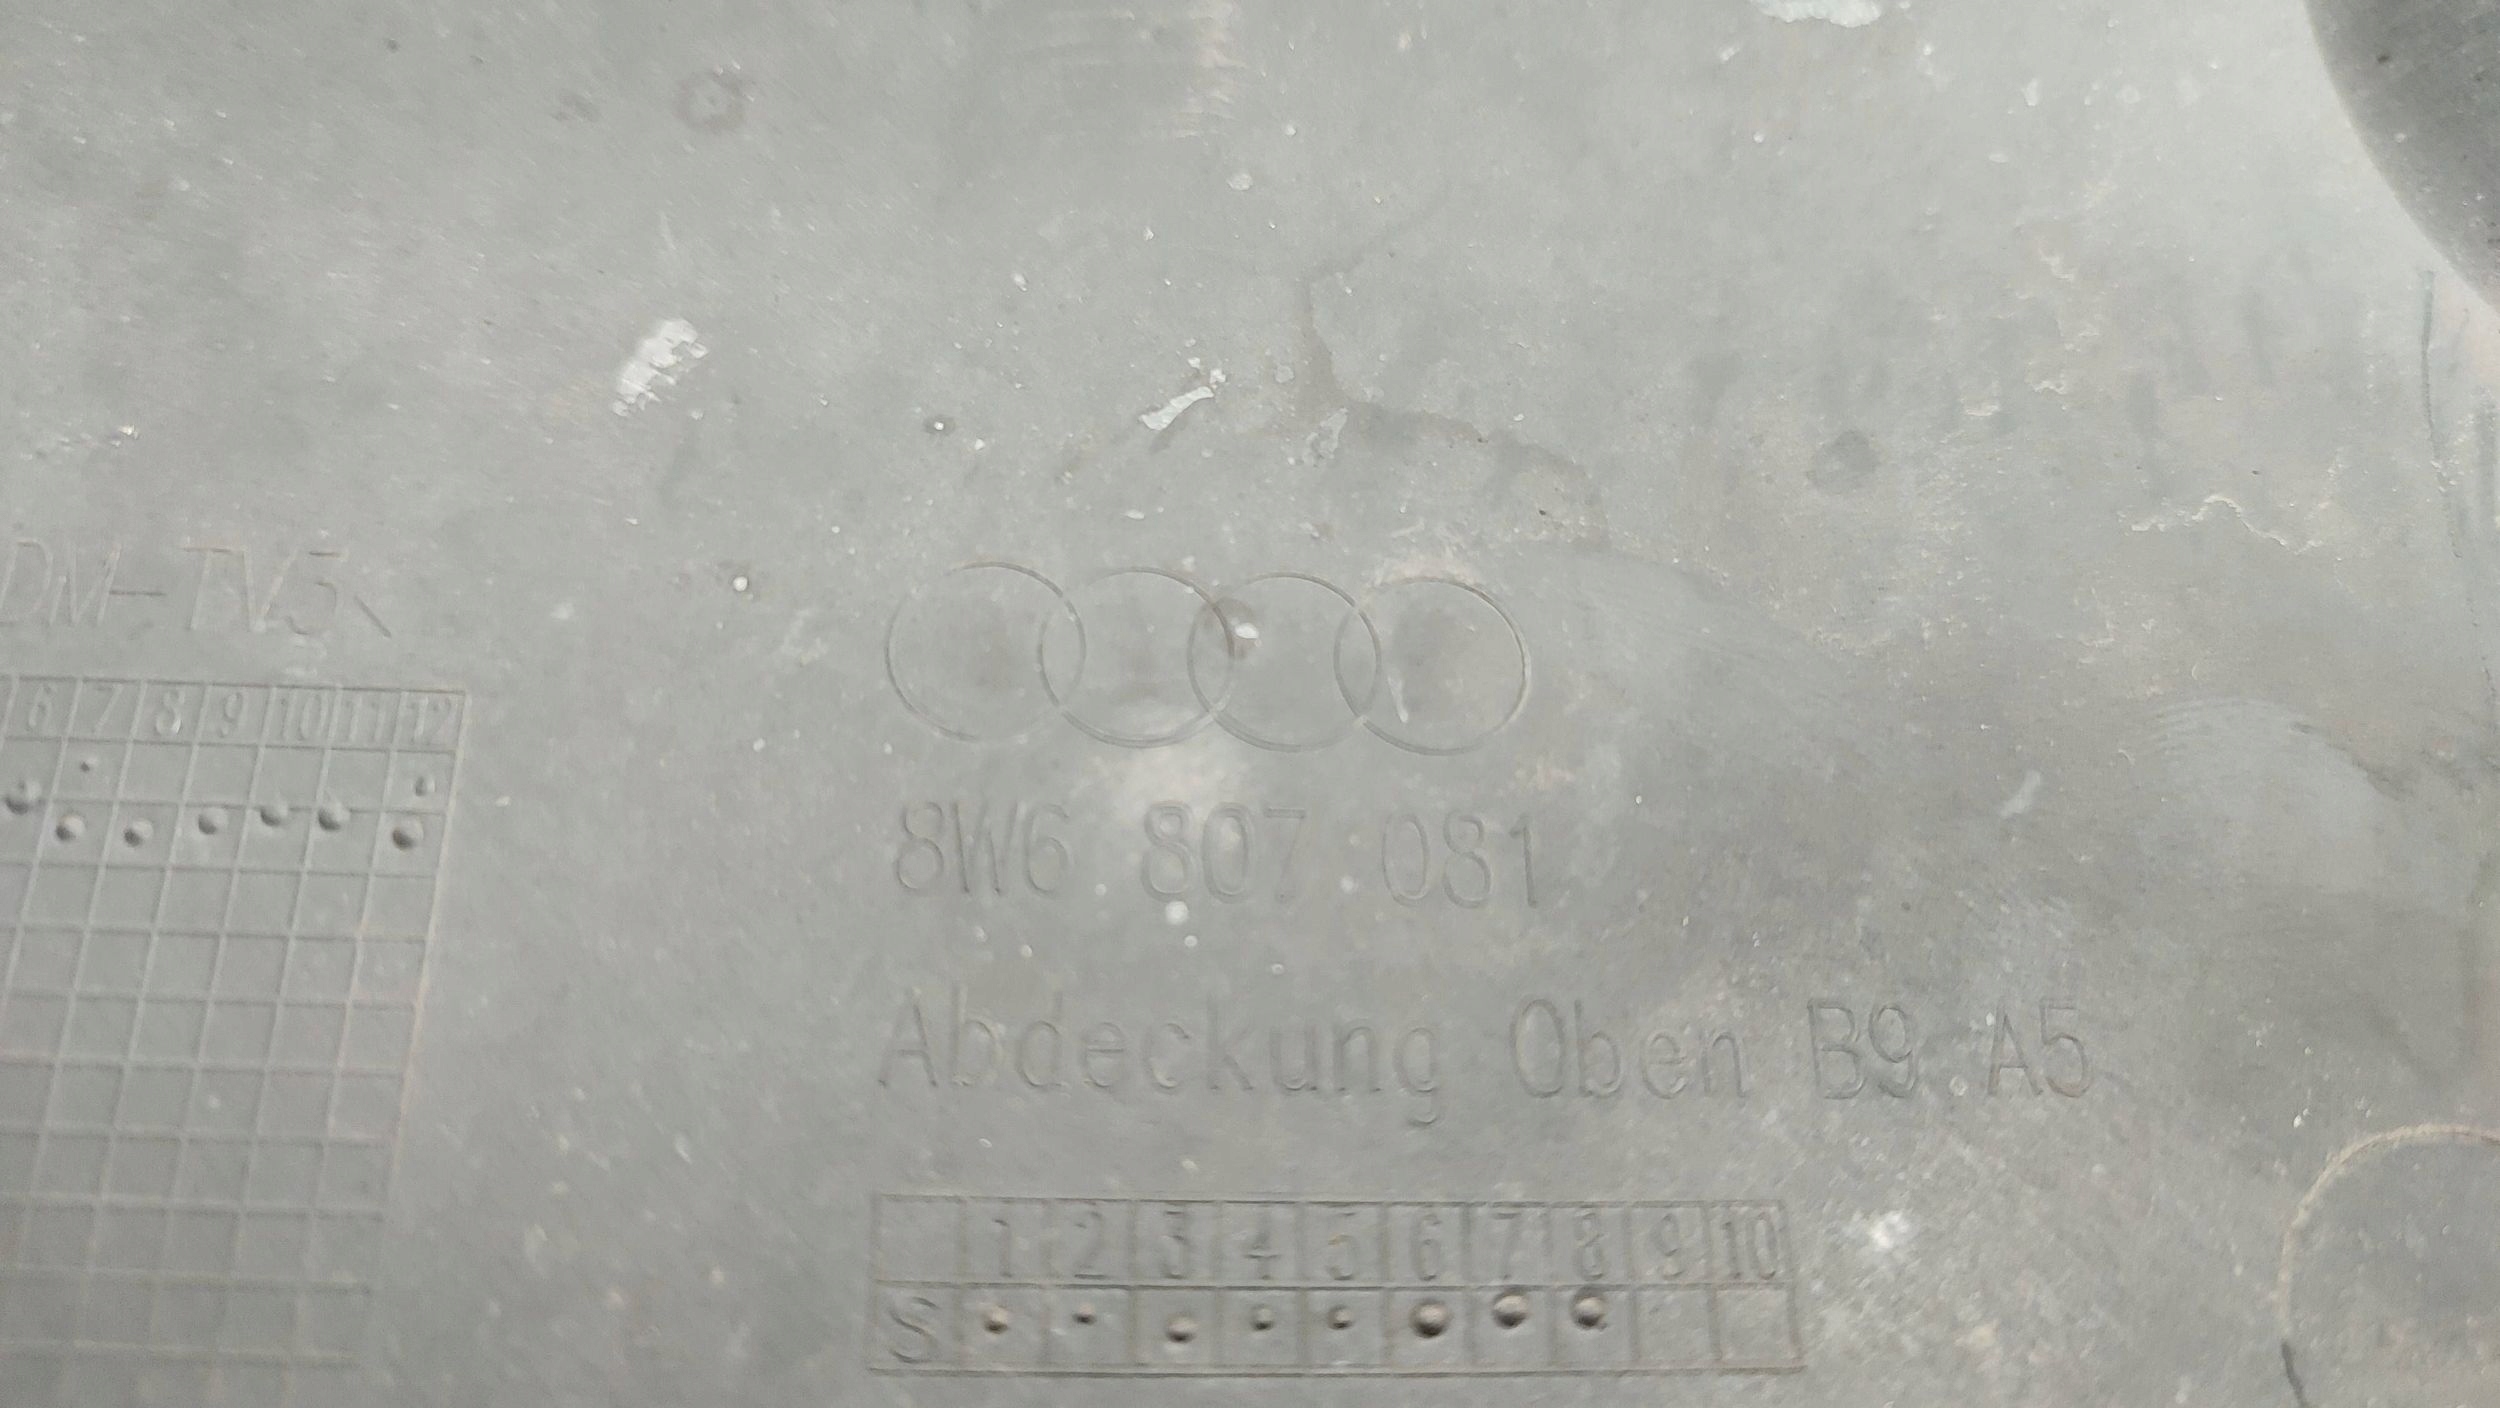 DM-TV5<
6 7 8 9 10 11 12
8W6 807 081
Abdeckung Oben B9 A5
1 2 3 4 5 6 7 8 9 10
S